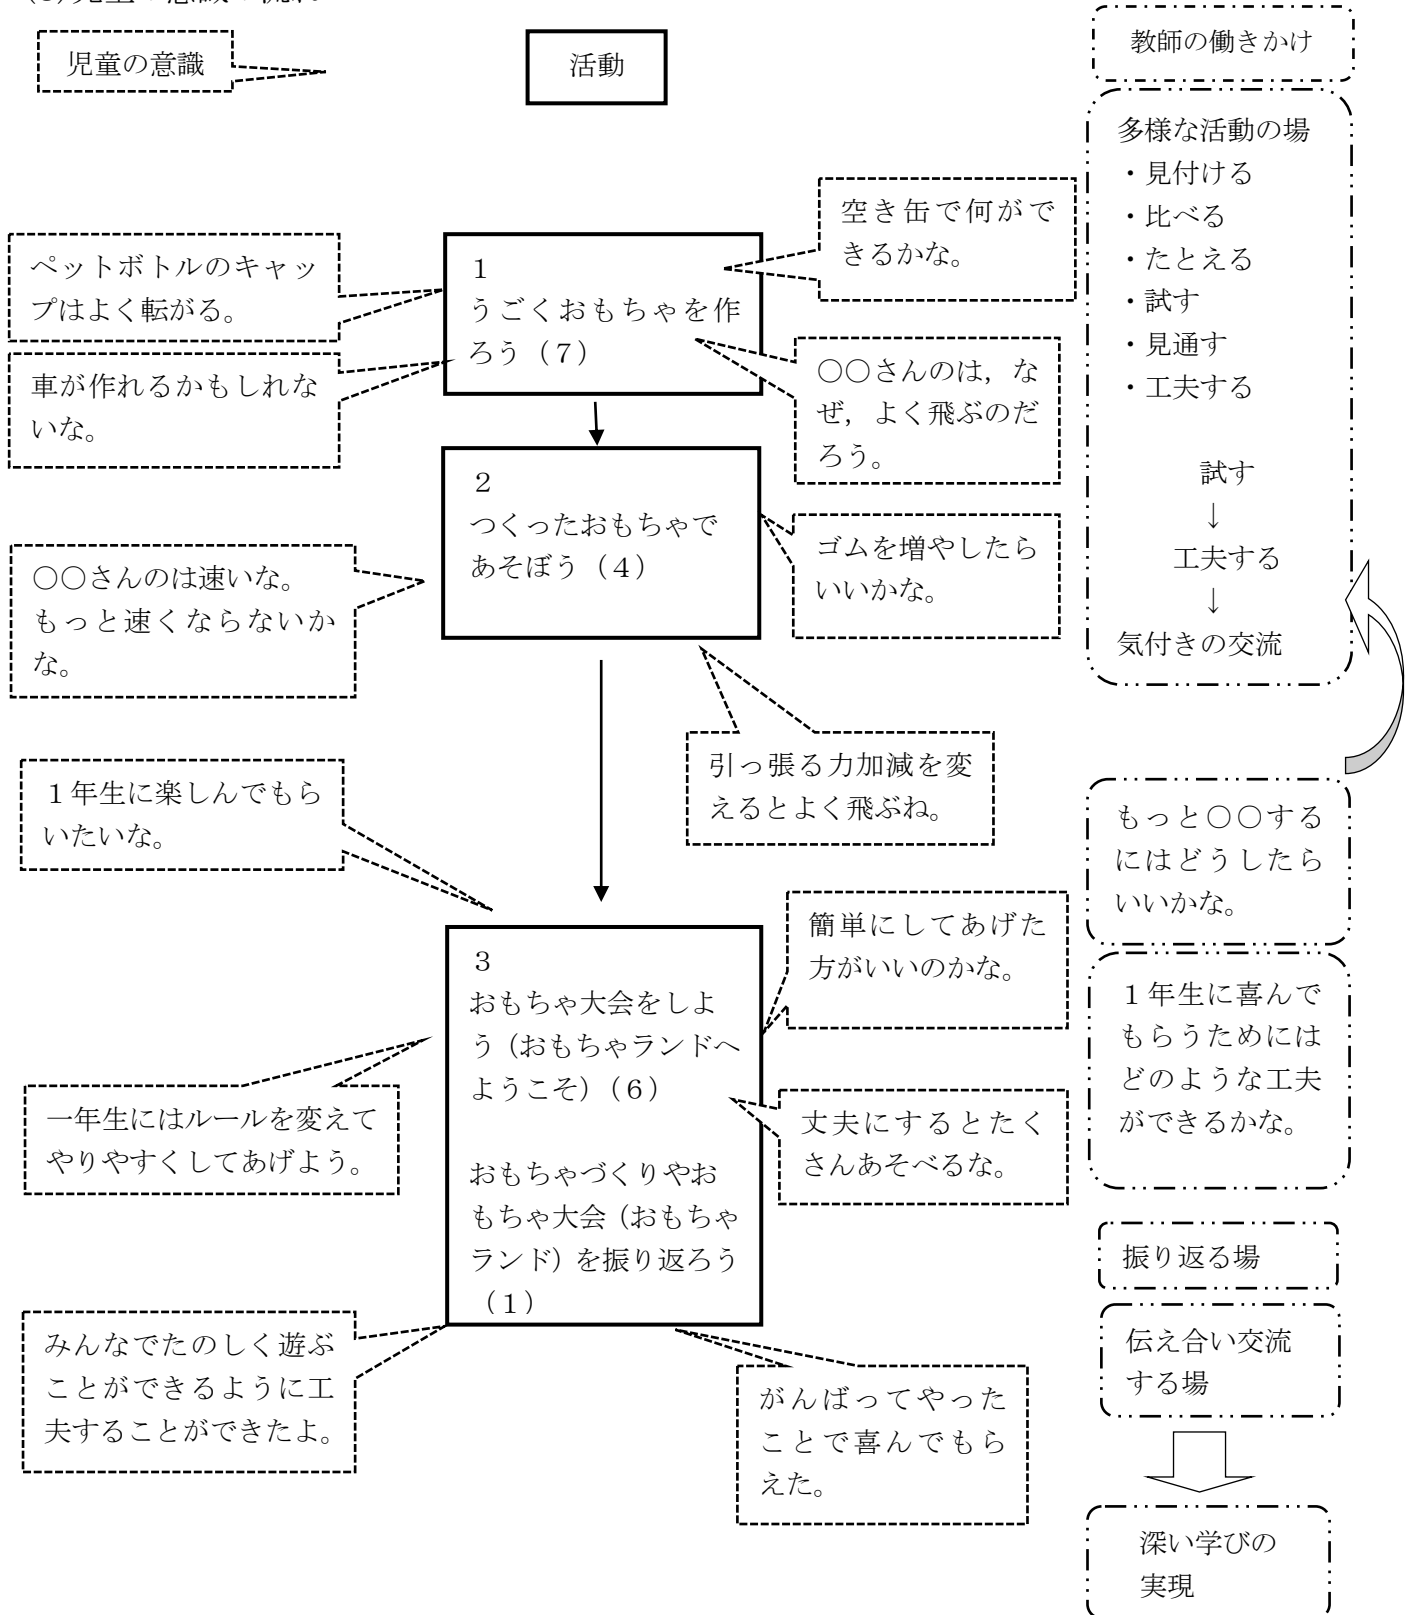 児童の意識
活動
教師の働きかけ
多様な活動の場
・見付ける
・比べる
・たとえる
・試す
・見通す
・工夫する
試す
↓
工夫する
↓
気付きの交流
空き缶で何がで
きるかな。
ペットボトルのキャッ
プはよく転がる。
1
うごくおもちゃを作
ろう（7）
車が作れるかもしれな
いな。
○○さんのは，な
ぜ，よく飛ぶのだ
ろう。
2
つくったおもちゃで
あそぼう（4）
ゴムを増やしたら
いいかな。
○○さんのは速いな。
もっと速くならないか
な。
引っ張る力加減を変
えるとよく飛ぶね。
1年生に楽しんでもら
いたいな。
もっと○○する
にはどうしたら
いいかな。
簡単にしてあげた
方がいいのかな。
3
おもちゃ大会をしよ
う（おもちゃランドへ
ようこそ）（6）
おもちゃづくりやお
もちゃ大会（おもちゃ
ランド）を振り返ろう
（1）
1年生に喜んで
もらうためには
どのような工夫
ができるかな。
一年生にはルールを変えて
やりやすくしてあげよう。
丈夫にするとたく
さんあそべるな。
振り返る場
みんなでたのしく遊ぶ
ことができるように工
夫することができたよ。
伝え合い交流
する場
がんばってやった
ことで喜んでもら
えた。
深い学びの
実現